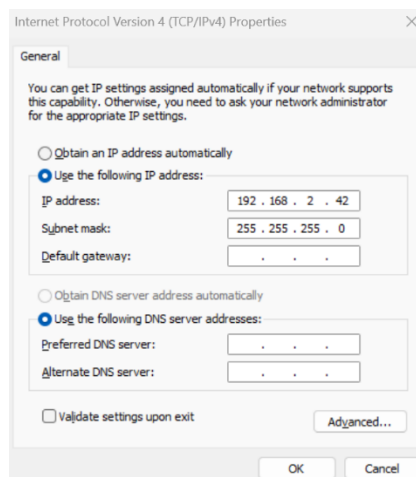 Internet Protocol Version 4 (TCP/IPv4) Properties
General
You can get IP settings assigned automatically if your network supports
this capability. Otherwise, you need to ask your network administrator
for the appropriate IP settings.
Obtain an IP address automatically
Use the following IP address:
IP address: 192 . 168 . 2 . 42
Subnet mask: 255 . 255 . 255 . 0
Default gateway: . . .
Obtain DNS server address automatically
Use the following DNS server addresses:
Preferred DNS server: . . .
Alternate DNS server: . . .
Validate settings upon exit
Advanced...
OK Cancel